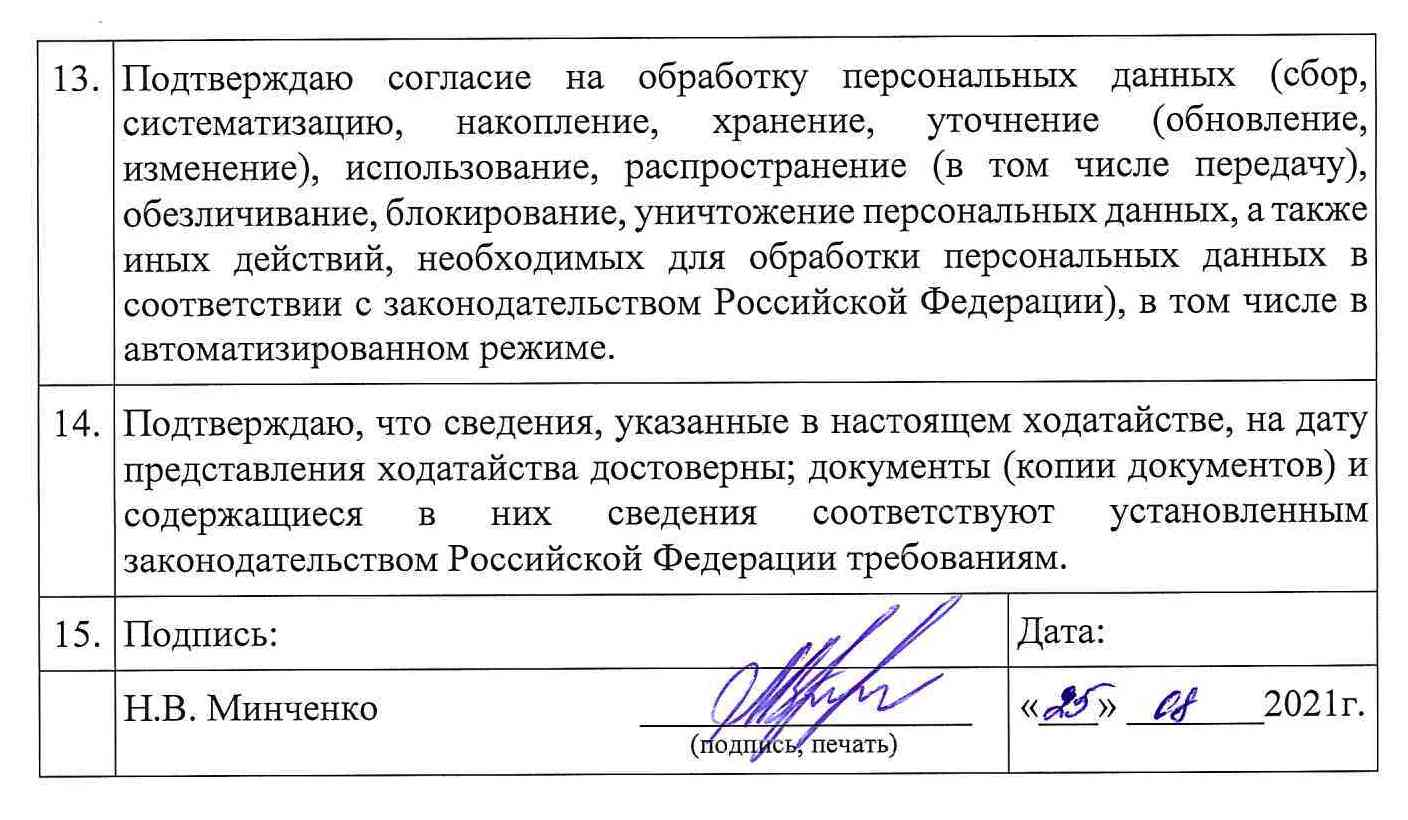 13. Подтверждаю согласие на обработку персональных данных (сбор,
систематизацию, накопление, хранение, уточнение (обновление,
изменение), использование, распространение (в том числе передачу),
обезличивание, блокирование, уничтожение персональных данных, а также
иных действий, необходимых для обработки персональных данных в
соответствии с законодательством Российской Федерации), в том числе в
автоматизированном режиме.
14. Подтверждаю, что сведения, указанные в настоящем ходатайстве, на дату
представления ходатайства достоверны; документы (копии документов) и
содержащиеся в них сведения соответствуют установленным
законодательством Российской Федерации требованиям.
15. Подпись: Дата:
Н.В. Минченко «25» 08 2021г.
(подпись, печать)